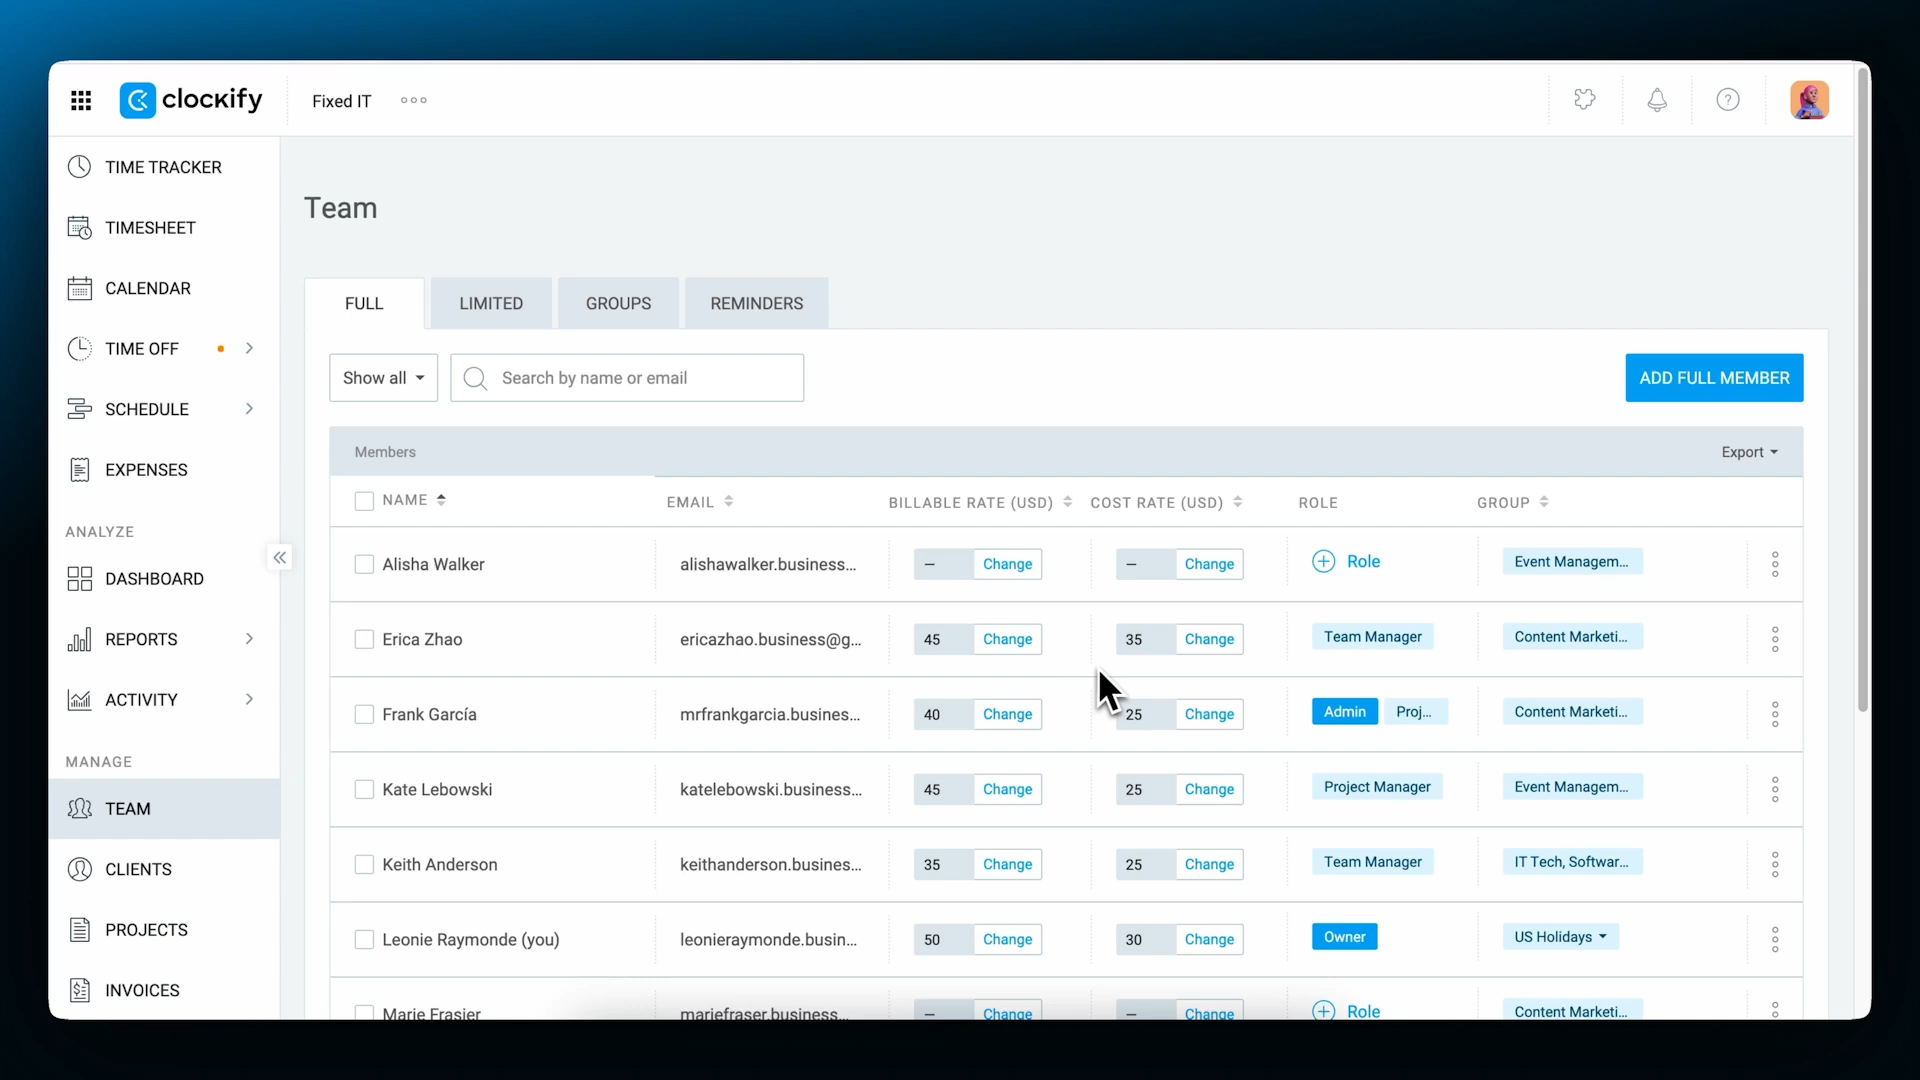 clockify
Fixed IT
TIME TRACKER
TIMESHEET
CALENDAR
TIME OFF
SCHEDULE
EXPENSES
ANALYZE
DASHBOARD
REPORTS
ACTIVITY
MANAGE
TEAM
CLIENTS
PROJECTS
INVOICES
Team
FULL LIMITED GROUPS REMINDERS
Show all Search by name or email ADD FULL MEMBER
Members Export
NAME EMAIL BILLABLE RATE (USD) COST RATE (USD) ROLE GROUP
Alisha Walker alishawalker.business... – Change – Change Role Event Managem...
Erica Zhao ericazhao.business@g... 45 Change 35 Change Team Manager Content Marketi...
Frank García mrfrankgarcia.busines... 40 Change 25 Change Admin Proj... Content Marketi...
Kate Lebowski katelebowski.business... 45 Change 25 Change Project Manager Event Managem...
Keith Anderson keithanderson.busines... 35 Change 25 Change Team Manager IT Tech, Softwar...
Leonie Raymonde (you) leonieraymonde.busin... 50 Change 30 Change Owner US Holidays
Marie Frasier mariefraser.business... – Change – Change Role Content Marketi...